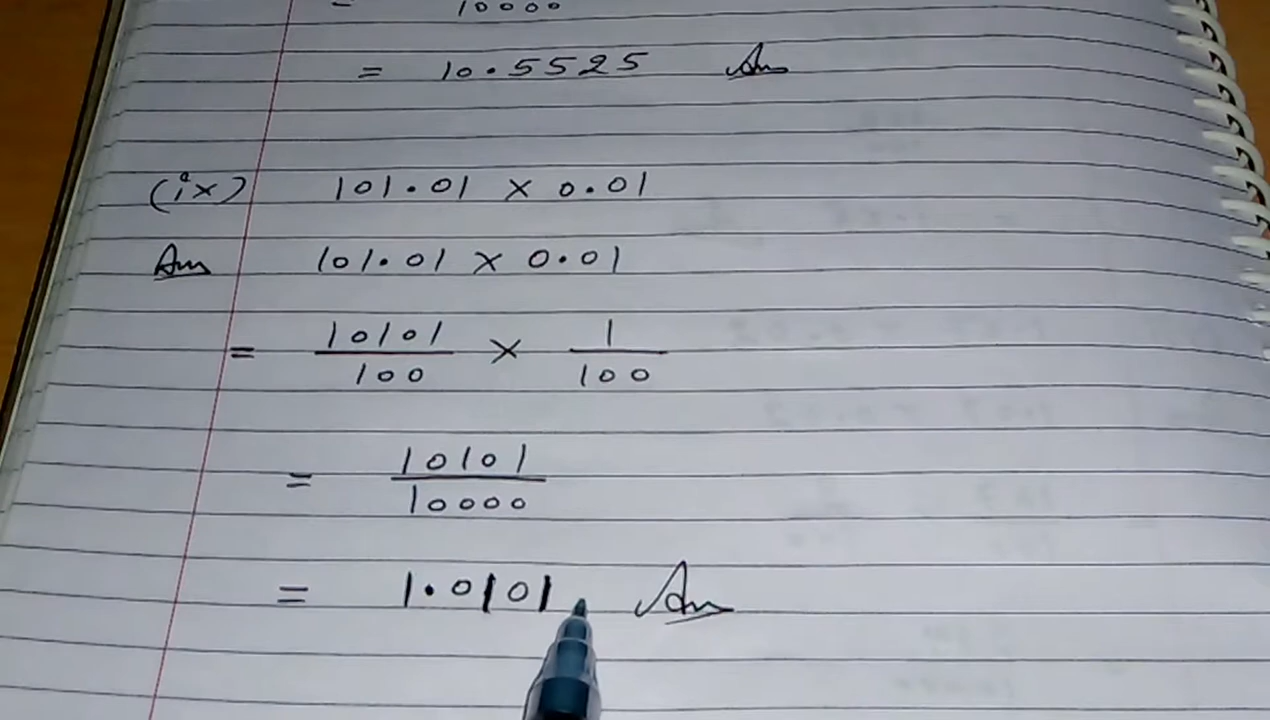 = 10000
= 10.5525 Ans
(ix) 101.01 × 0.01
Ans 101.01 × 0.01
= 10101/100 × 1/100
= 10101/10000
= 1.0101 Ans